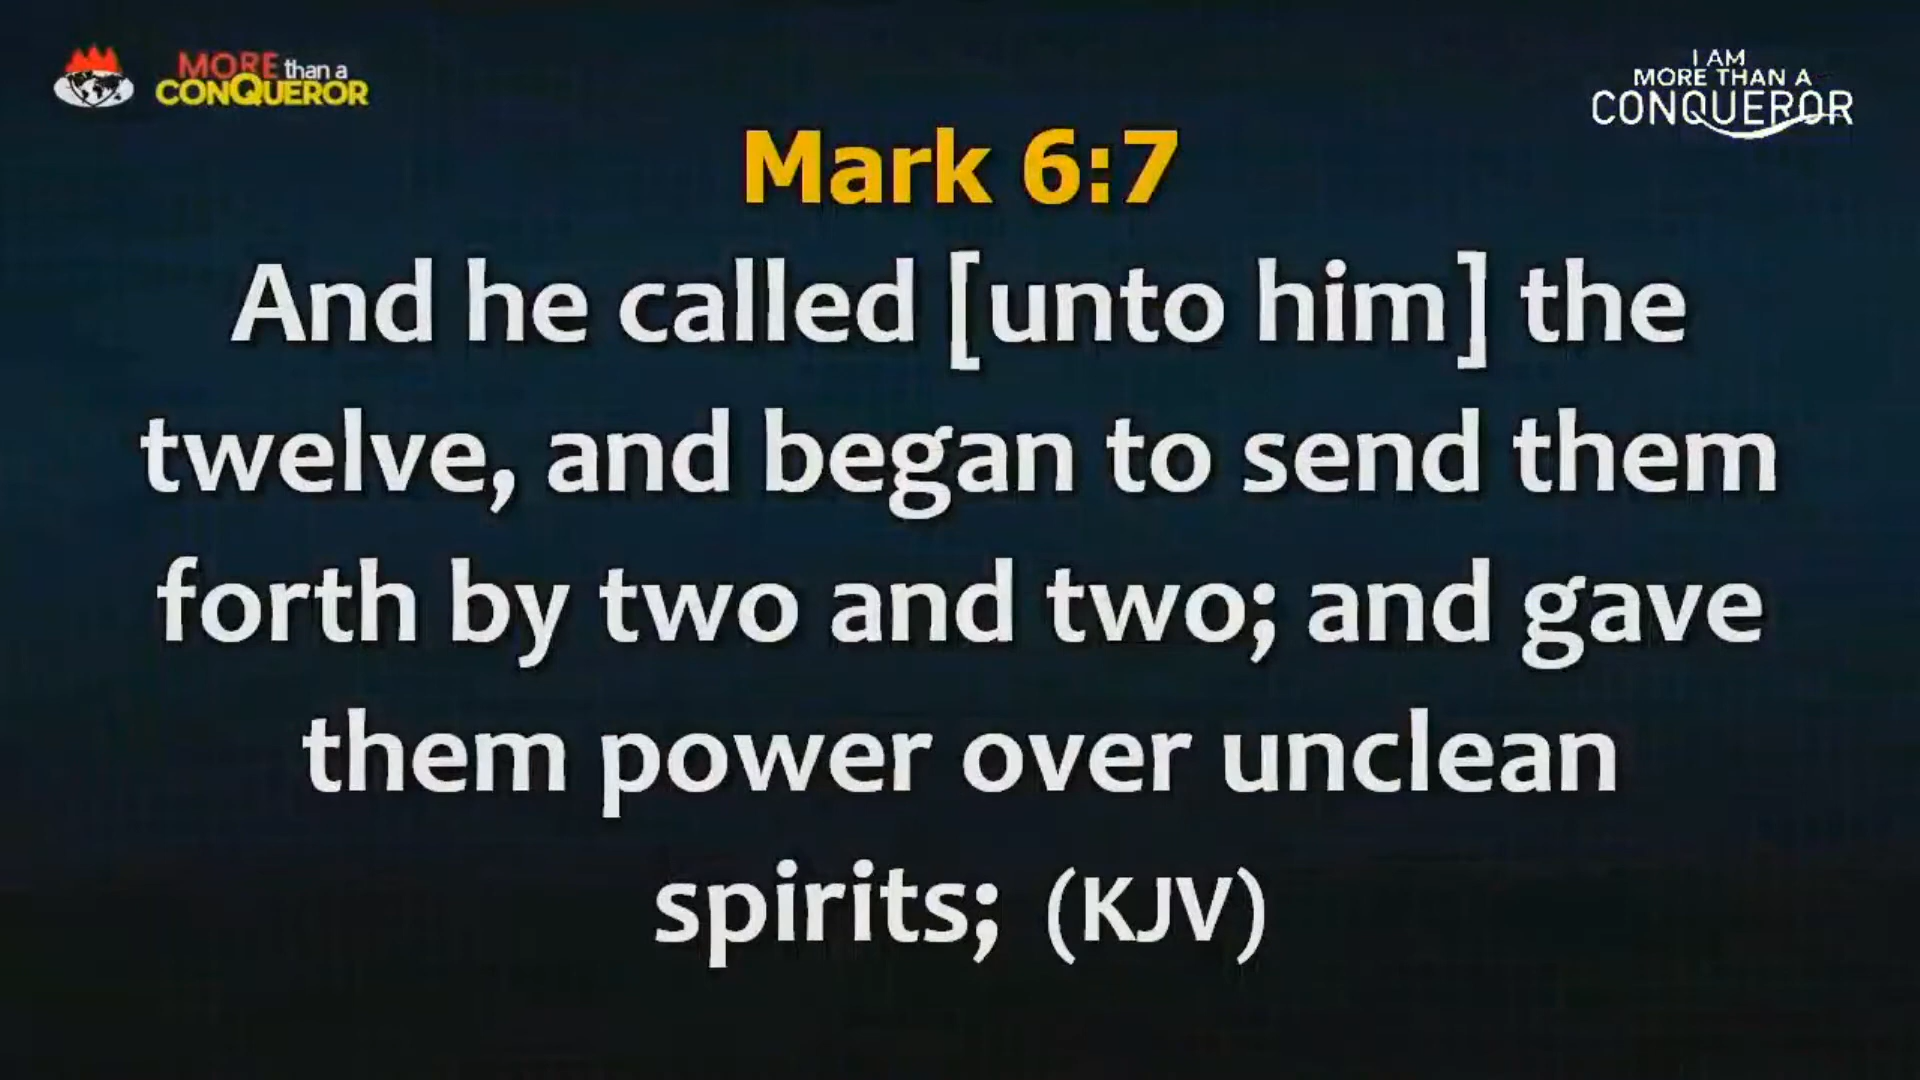 MORE than a
CONQUEROR
I AM
MORE THAN A
CONQUEROR
Mark 6:7
And he called [unto him] the
twelve, and began to send them
forth by two and two; and gave
them power over unclean
spirits; (KJV)